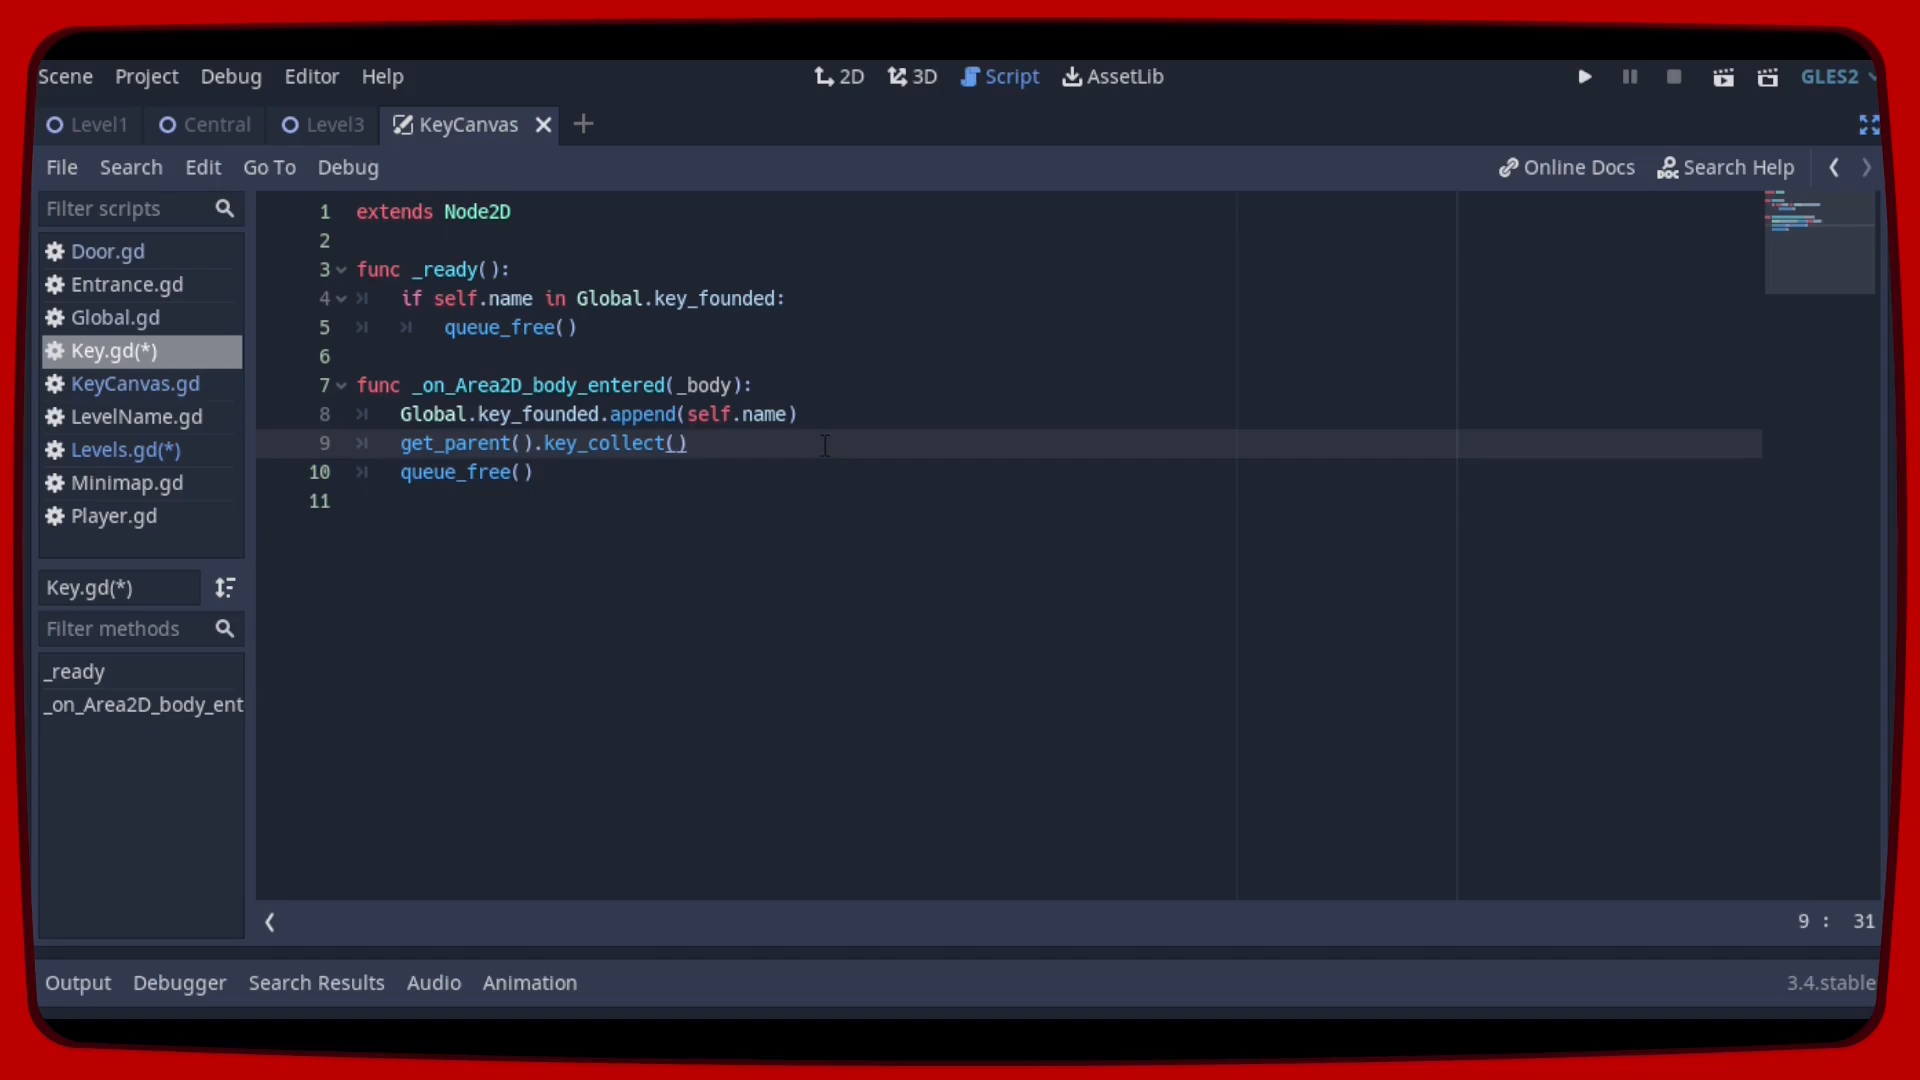 Scene Project Debug Editor Help 2D 3D Script AssetLib GLES2
Level1 Central Level3 KeyCanvas
File Search Edit Go To Debug Online Docs Search Help
Filter scripts
Door.gd
Entrance.gd
Global.gd
Key.gd(*)
KeyCanvas.gd
LevelName.gd
Levels.gd(*)
Minimap.gd
Player.gd
Key.gd(*)
Filter methods
_ready
_on_Area2D_body_ent
1 extends Node2D
2
3 func _ready():
4 if self.name in Global.key_founded:
5 queue_free()
6
7 func _on_Area2D_body_entered(_body):
8 Global.key_founded.append(self.name)
9 get_parent().key_collect()
10 queue_free()
11
9 : 31
Output Debugger Search Results Audio Animation 3.4.stable